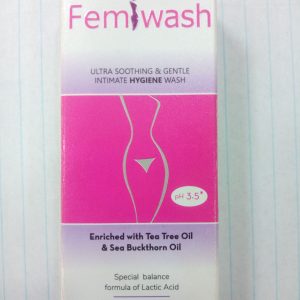 Femiwash
ULTRA SOOTHING & GENTLE
INTIMATE HYGIENE WASH
pH 3.5*
Enriched with Tea Tree Oil
& Sea Buckthorn Oil
Special balance
formula of Lactic Acid